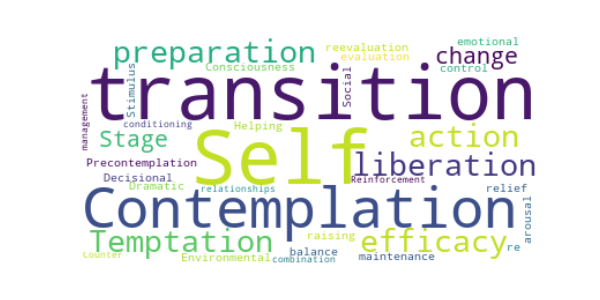 emotional
preparation
reevaluation
change
evaluation
Consciousness
control
Social
Stimulus
transition
management
conditioning
Helping
Stage
Self
action
Precontemplation
liberation
Decisional
Reinforcement
Dramatic
relationships
relief
Contemplation
arousal
Temptation
raising
efficacy
re
Counter
Environmental
balance
combination
maintenance